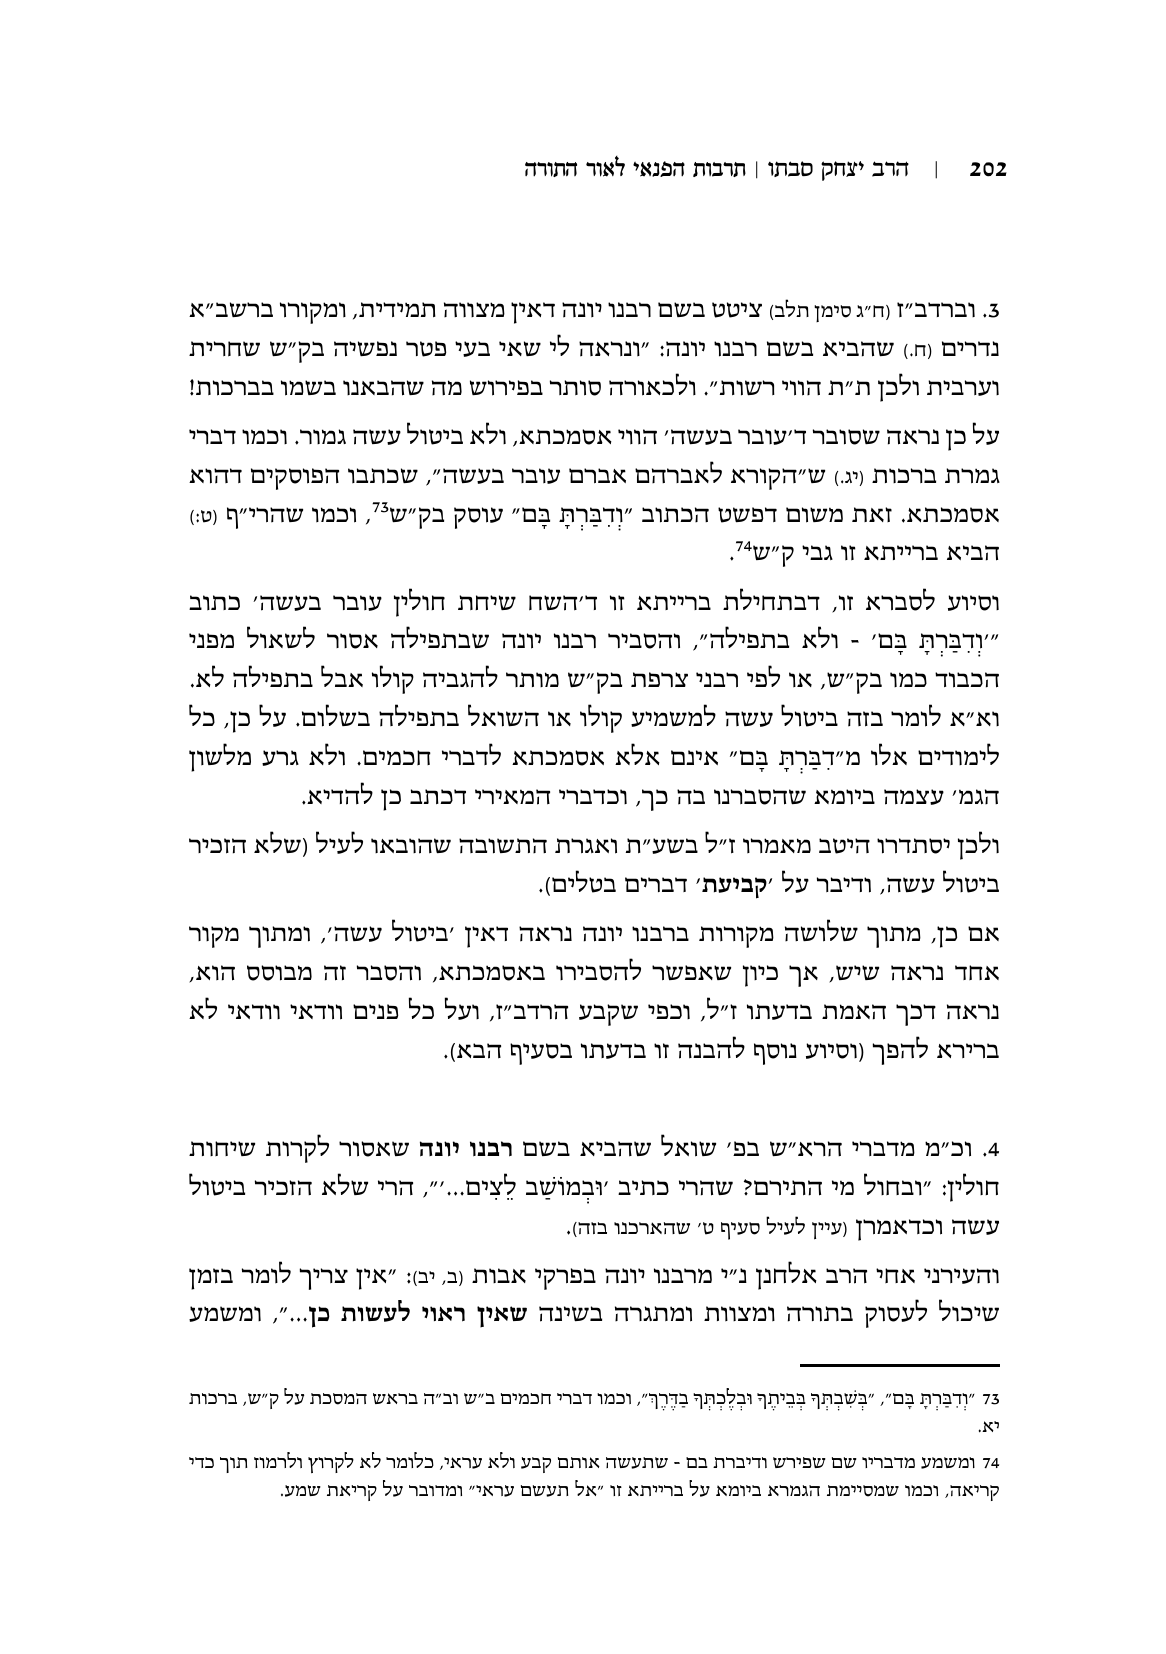 202 | הרב יצחק סבתו | תרבות הפנאי לאור התורה
3. וברדב״ז (ח״ג סימן תלב) ציטט בשם רבנו יונה דאין מצווה תמידית, ומקורו ברשב״א
נדרים (ח.) שהביא בשם רבנו יונה: ״ונראה לי שאי בעי פטר נפשיה בק״ש שחרית
וערבית ולכן ת״ת הווי רשות״. ולכאורה סותר בפירוש מה שהבאנו בשמו בברכות!
על כן נראה שסובר ד׳עובר בעשה׳ הווי אסמכתא, ולא ביטול עשה גמור. וכמו דברי
גמרת ברכות (יג.) ש״הקורא לאברהם אברם עובר בעשה״, שכתבו הפוסקים דהוא
אסמכתא. זאת משום דפשט הכתוב ״וְדִבַּרְתָּ בָּם״ עוסק בק״ש73, וכמו שהרי״ף (ט:)
הביא ברייתא זו גבי ק״ש74.
וסיוע לסברא זו, דבתחילת ברייתא זו ד׳השח שיחת חולין עובר בעשה׳ כתוב
״׳וְדִבַּרְתָּ בָּם׳ - ולא בתפילה״, והסביר רבנו יונה שבתפילה אסור לשאול מפני
הכבוד כמו בק״ש, או לפי רבני צרפת בק״ש מותר להגביה קולו אבל בתפילה לא.
וא״א לומר בזה ביטול עשה למשמיע קולו או השואל בתפילה בשלום. על כן, כל
לימודים אלו מ״דִבַּרְתָּ בָּם״ אינם אלא אסמכתא לדברי חכמים. ולא גרע מלשון
הגמ׳ עצמה ביומא שהסברנו בה כך, וכדברי המאירי דכתב כן להדיא.
ולכן יסתדרו היטב מאמרו ז״ל בשע״ת ואגרת התשובה שהובאו לעיל (שלא הזכיר
ביטול עשה, ודיבר על ׳קביעת׳ דברים בטלים).
אם כן, מתוך שלושה מקורות ברבנו יונה נראה דאין ׳ביטול עשה׳, ומתוך מקור
אחד נראה שיש, אך כיון שאפשר להסבירו באסמכתא, והסבר זה מבוסס הוא,
נראה דכך האמת בדעתו ז״ל, וכפי שקבע הרדב״ז, ועל כל פנים וודאי וודאי לא
ברירא להפך (וסיוע נוסף להבנה זו בדעתו בסעיף הבא).
4. וכ״מ מדברי הרא״ש בפ׳ שואל שהביא בשם רבנו יונה שאסור לקרות שיחות
חולין: ״ובחול מי התירם? שהרי כתיב ׳וּבְמוֹשַׁב לֵצִים...׳״, הרי שלא הזכיר ביטול
עשה וכדאמרן (עיין לעיל סעיף ט׳ שהארכנו בזה).
והעירני אחי הרב אלחנן נ״י מרבנו יונה בפרקי אבות (ב, יב): ״אין צריך לומר בזמן
שיכול לעסוק בתורה ומצוות ומתגרה בשינה שאין ראוי לעשות כן...״, ומשמע
73 ״וְדִבַּרְתָּ בָּם״, ״בְּשִׁבְתְּךָ בְּבֵיתֶךָ וּבְלֶכְתְּךָ בַדֶּרֶךְ״, וכמו דברי חכמים ב״ש וב״ה בראש המסכת על ק״ש, ברכות
יא.
74 ומשמע מדבריו שם שפירש ודיברת בם - שתעשה אותם קבע ולא עראי, כלומר לא לקרוץ ולרמוז תוך כדי
קריאה, וכמו שמסיימת הגמרא ביומא על ברייתא זו ״אל תעשם עראי״ ומדובר על קריאת שמע.